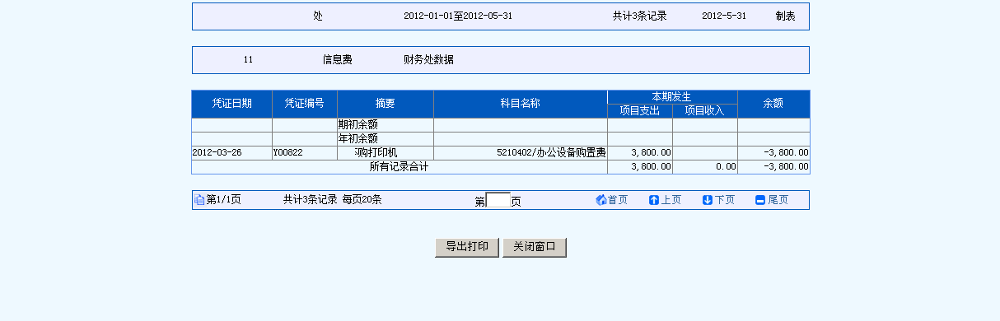 处 2012-01-01至2012-05-31 共计3条记录 2012-5-31 制表
11 信息费 财务处数据
凭证日期 凭证编号 摘要 科目名称 本期发生 余额
项目支出 项目收入
期初余额
年初余额
2012-03-26 Y00822 购打印机 5210402/办公设备购置费 3,800.00 -3,800.00
所有记录合计 3,800.00 0.00 -3,800.00
第1/1页 共计3条记录 每页20条 第 页 首页 上页 下页 尾页
导出打印 关闭窗口